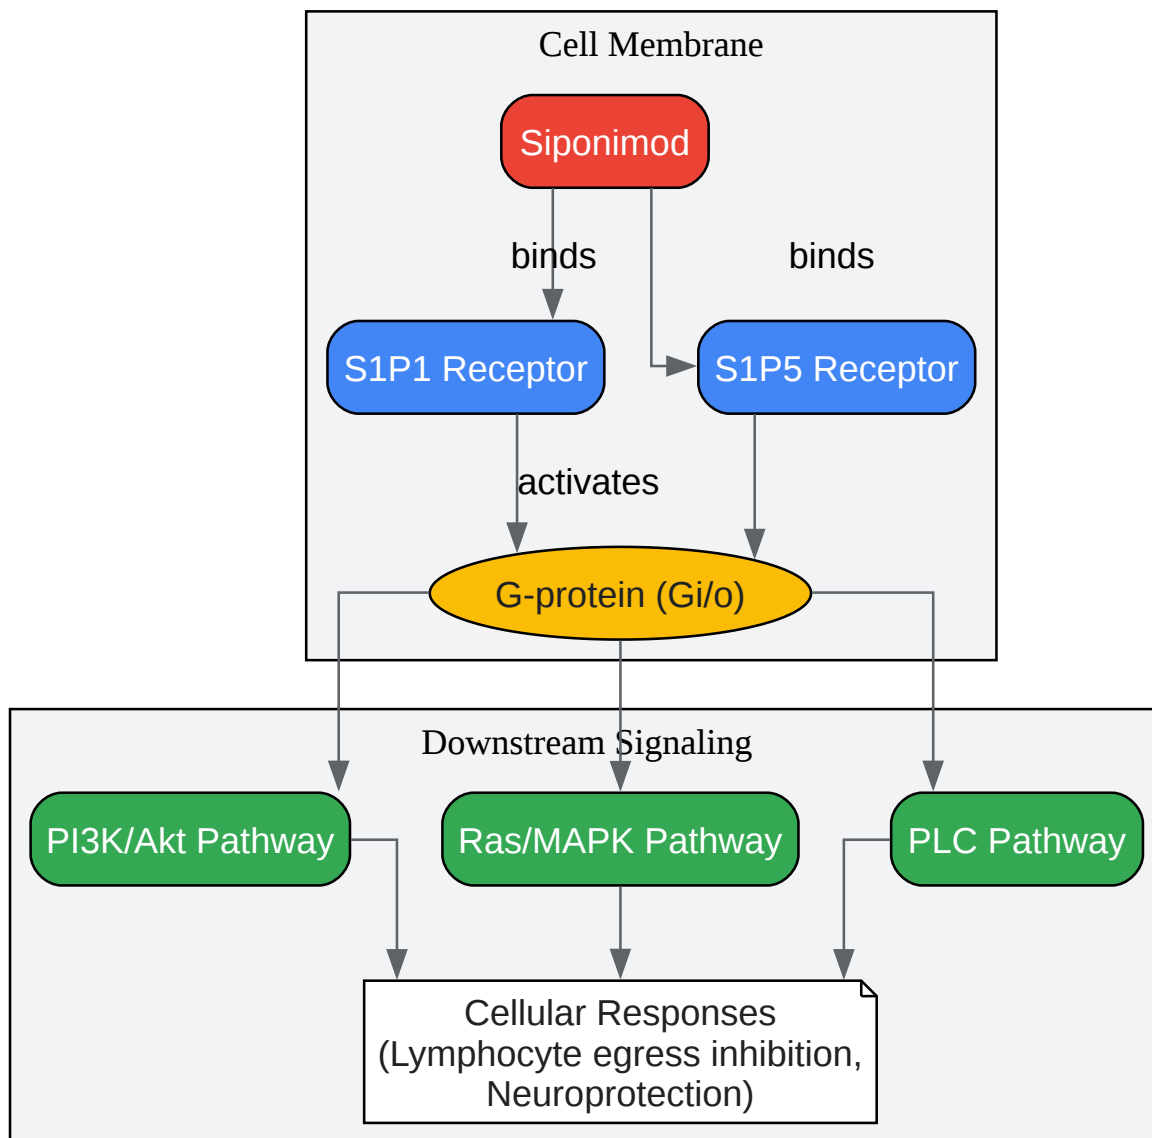 Cell Membrane
Siponimod
binds
binds
S1P1 Receptor
S1P5 Receptor
activates
G-protein (Gi/o)
Downstream Signaling
PI3K/Akt Pathway
Ras/MAPK Pathway
PLC Pathway
Cellular Responses
(Lymphocyte egress inhibition,
Neuroprotection)